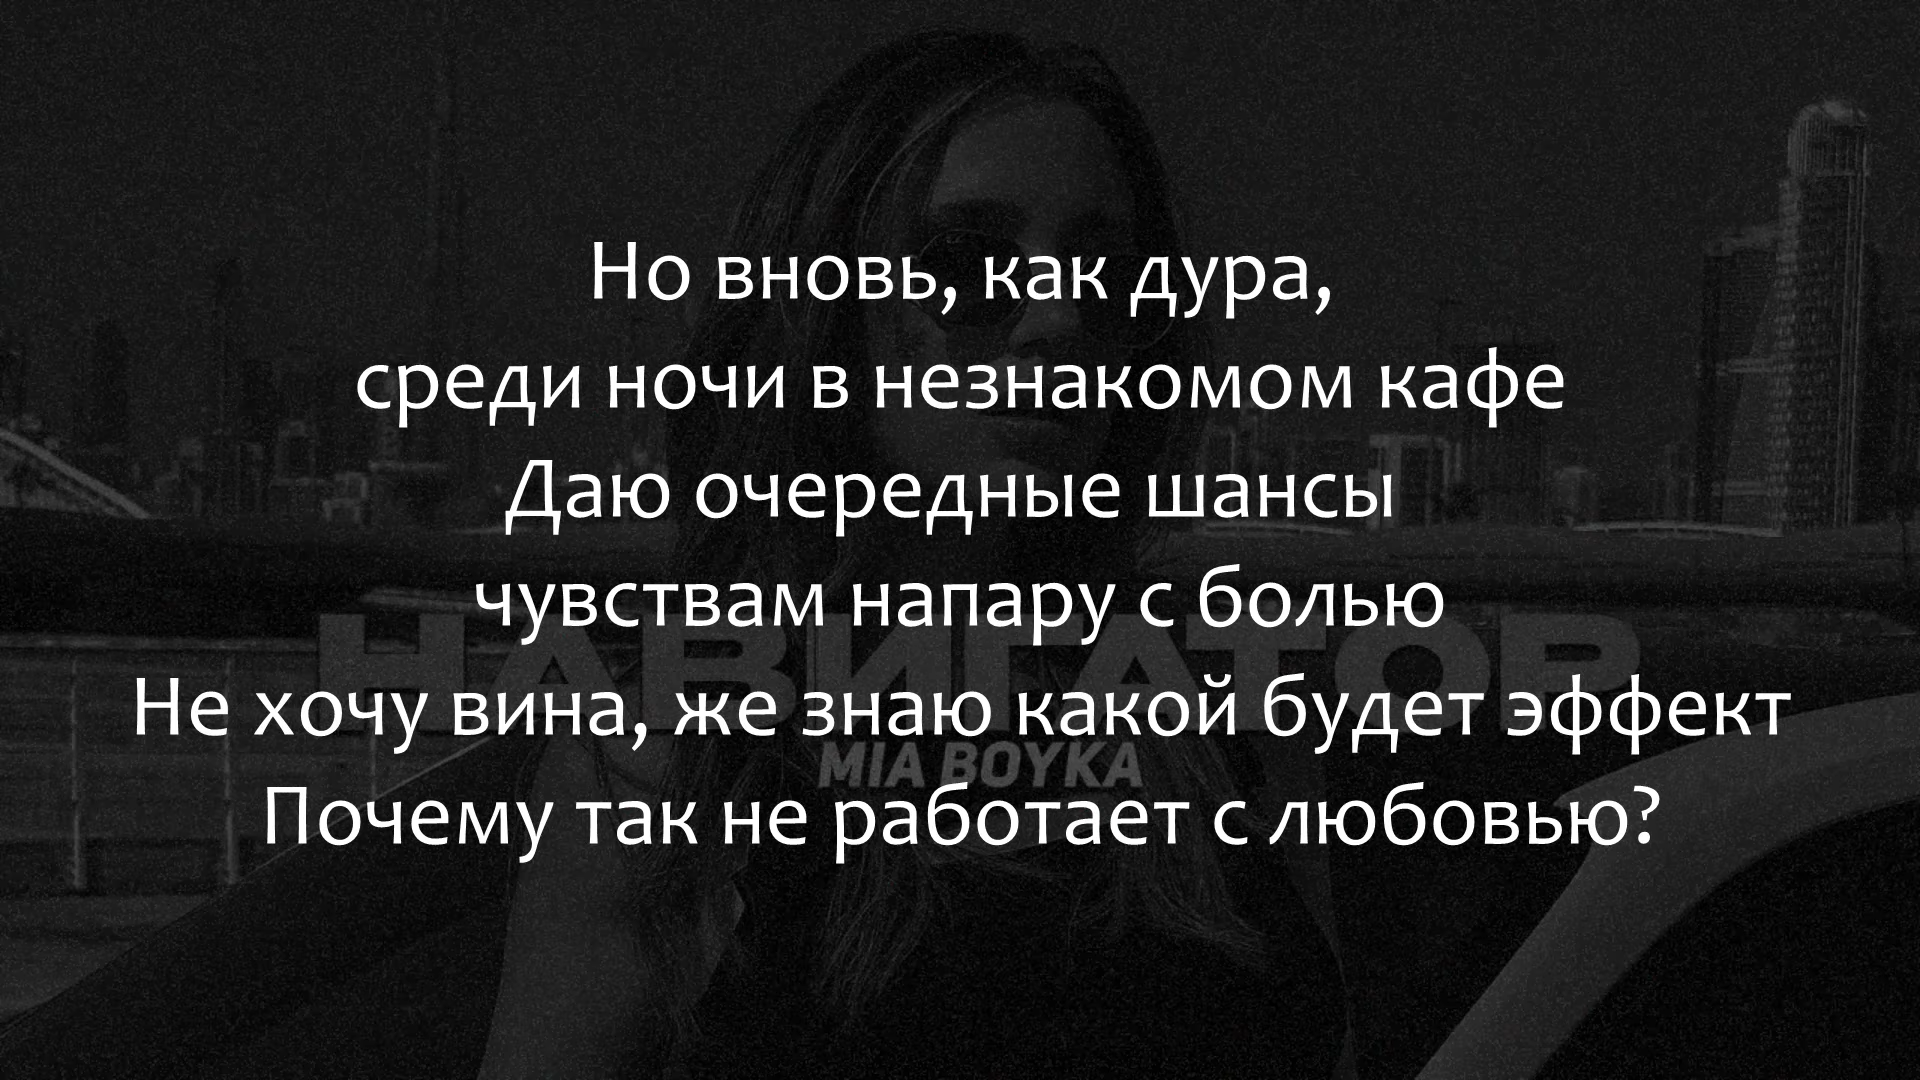 Но вновь, как дура,
среди ночи в незнакомом кафе
Даю очередные шансы
чувствам напару с болью
НАВИГАТОР
Не хочу вина, же знаю какой будет эффект
MIA BOYKA
Почему так не работает с любовью?